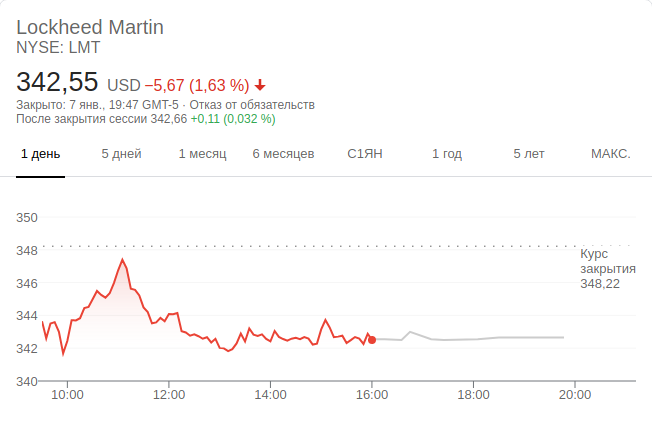 Lockheed Martin
NYSE: LMT
342,55 USD −5,67 (1,63 %)
Закрыто: 7 янв., 19:47 GMT-5 · Отказ от обязательств
После закрытия сессии 342,66 +0,11 (0,032 %)
1 день 5 дней 1 месяц 6 месяцев С1ЯН 1 год 5 лет МАКС.
350
348
Курс
закрытия
346
348,22
344
342
340
10:00 12:00 14:00 16:00 18:00 20:00